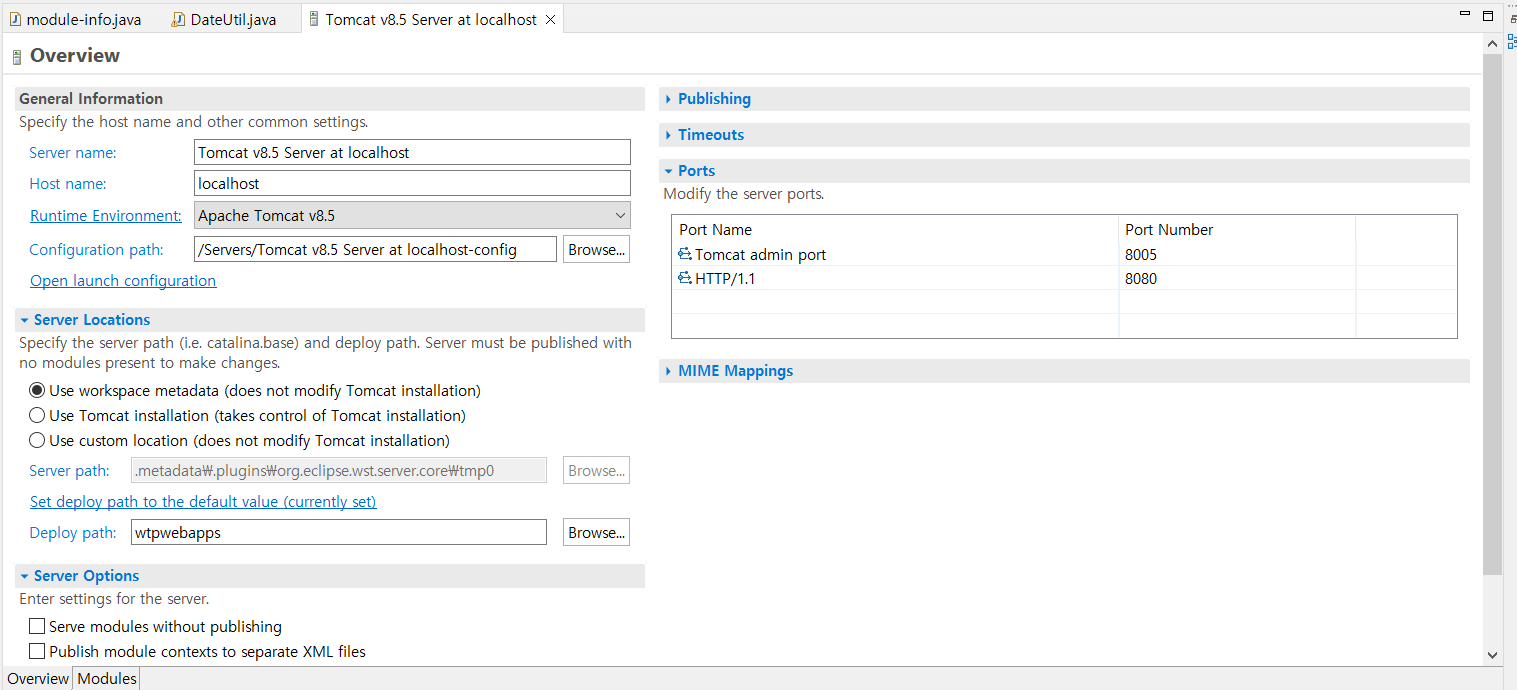 module-info.java
DateUtil.java
Tomcat v8.5 Server at localhost
Overview
General Information
Specify the host name and other common settings.
Server name:
Tomcat v8.5 Server at localhost
Host name:
localhost
Runtime Environment:
Apache Tomcat v8.5
Configuration path:
/Servers/Tomcat v8.5 Server at localhost-config
Browse...
Open launch configuration
Server Locations
Specify the server path (i.e. catalina.base) and deploy path. Server must be published with
no modules present to make changes.
Use workspace metadata (does not modify Tomcat installation)
Use Tomcat installation (takes control of Tomcat installation)
Use custom location (does not modify Tomcat installation)
Server path:
.metadata₩.plugins₩org.eclipse.wst.server.core₩tmp0
Browse...
Set deploy path to the default value (currently set)
Deploy path:
wtpwebapps
Browse...
Server Options
Enter settings for the server.
Serve modules without publishing
Publish module contexts to separate XML files
Publishing
Timeouts
Ports
Modify the server ports.
Port Name Port Number
Tomcat admin port 8005
HTTP/1.1 8080
MIME Mappings
Overview
Modules